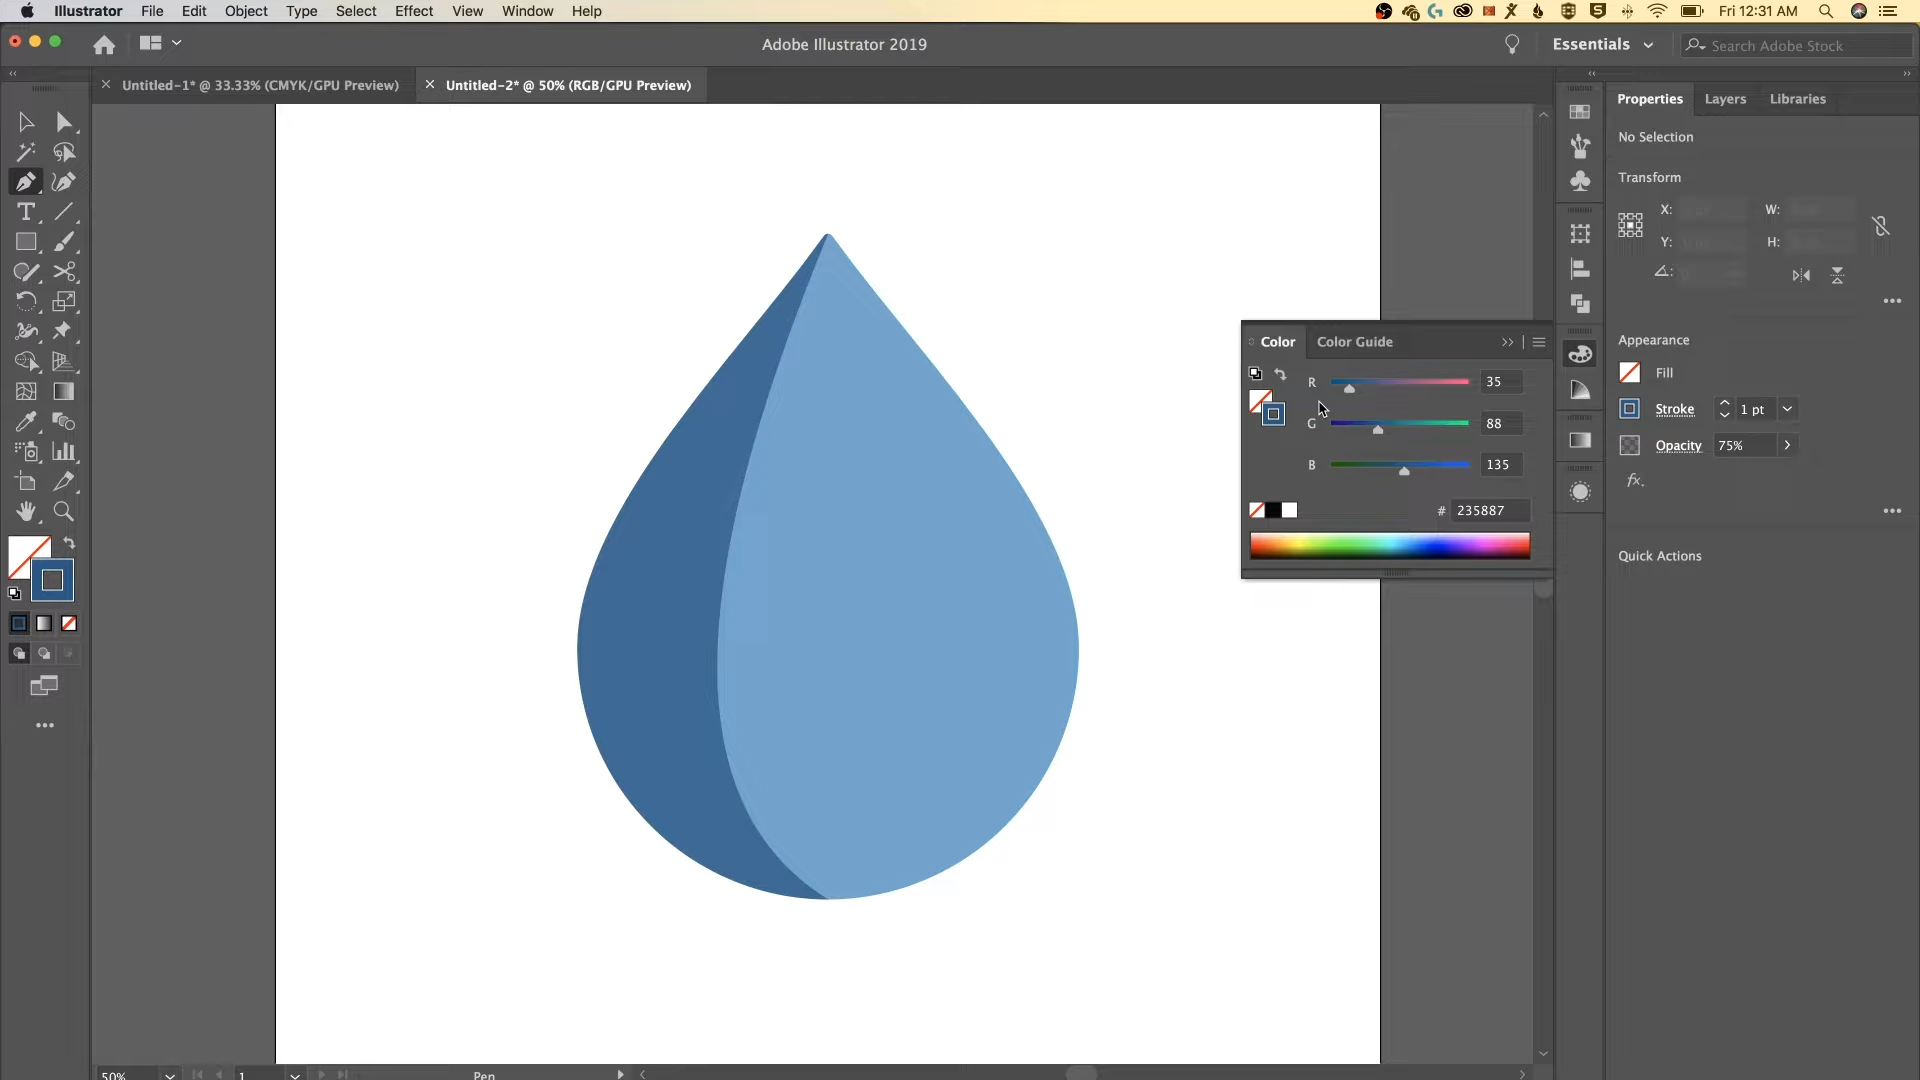 Illustrator File Edit Object Type Select Effect View Window Help Fri 12:31 AM
Adobe Illustrator 2019 Essentials Search Adobe Stock
Untitled-1* @ 33.33% (CMYK/GPU Preview) Untitled-2* @ 50% (RGB/GPU Preview)
Properties Layers Libraries
No Selection
Transform
X: W:
Y: H:
Color Color Guide
R 35
G 88
B 135
# 235887
Appearance
Fill
Stroke 1 pt
Opacity 75%
fx.
Quick Actions
50% 1 Pen